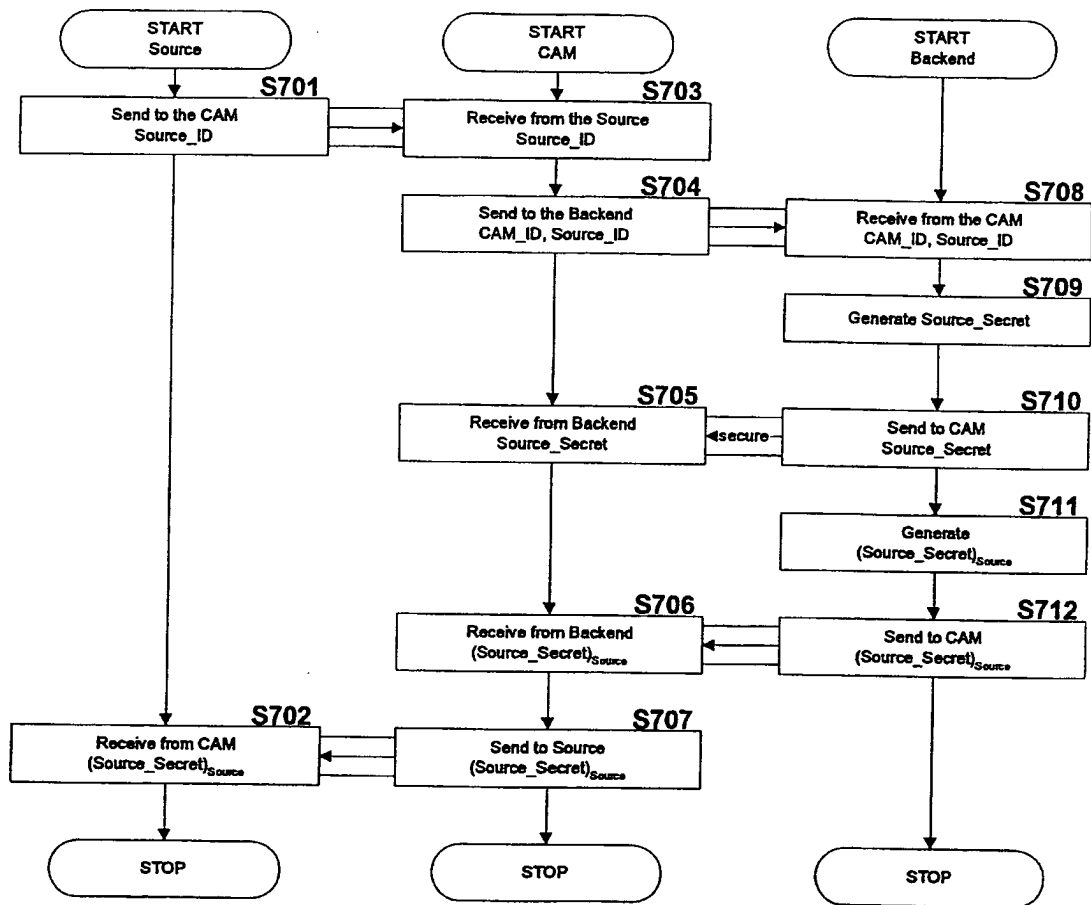 START
Source
START
CAM
START
Backend
S701
Send to the CAM
Source_ID
S703
Receive from the Source
Source_ID
S704
Send to the Backend
CAM_ID, Source_ID
S708
Receive from the CAM
CAM_ID, Source_ID
S709
Generate Source_Secret
S705
Receive from Backend
Source_Secret
secure
S710
Send to CAM
Source_Secret
S711
Generate
(Source_Secret)Source
S706
Receive from Backend
(Source_Secret)Source
S712
Send to CAM
(Source_Secret)Source
S702
Receive from CAM
(Source_Secret)Source
S707
Send to Source
(Source_Secret)Source
STOP
STOP
STOP